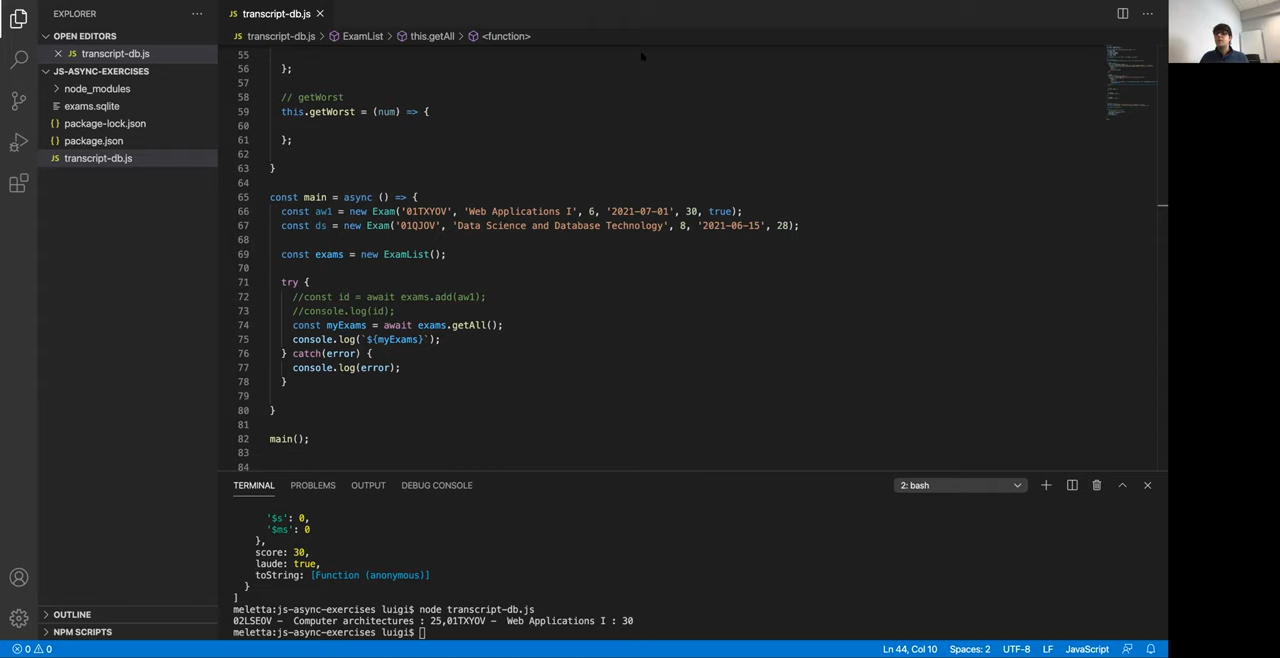 EXPLORER
···
JS transcript-db.js ×
···
OPEN EDITORS
× JS transcript-db.js
JS-ASYNC-EXERCISES
node_modules
exams.sqlite
{} package-lock.json
{} package.json
JS transcript-db.js
OUTLINE
NPM SCRIPTS
JS transcript-db.js > ExamList > this.getAll > <function>
55
56 };
57
58 // getWorst
59 this.getWorst = (num) => {
60
61 };
62
63 }
64
65 const main = async () => {
66 const aw1 = new Exam('01TXYOV', 'Web Applications I', 6, '2021-07-01', 30, true);
67 const ds = new Exam('01QJOV', 'Data Science and Database Technology', 8, '2021-06-15', 28);
68
69 const exams = new ExamList();
70
71 try {
72 //const id = await exams.add(aw1);
73 //console.log(id);
74 const myExams = await exams.getAll();
75 console.log(`${myExams}`);
76 } catch(error) {
77 console.log(error);
78 }
79
80 }
81
82 main();
83
84
TERMINAL PROBLEMS OUTPUT DEBUG CONSOLE 2: bash
'$s': 0,
'$ms': 0
},
score: 30,
laude: true,
toString: [Function (anonymous)]
}
]
meletta:js-async-exercises luigi$ node transcript-db.js
02LSEOV - Computer architectures : 25,01TXYOV - Web Applications I : 30
meletta:js-async-exercises luigi$
0 0 Ln 44, Col 10 Spaces: 2 UTF-8 LF JavaScript